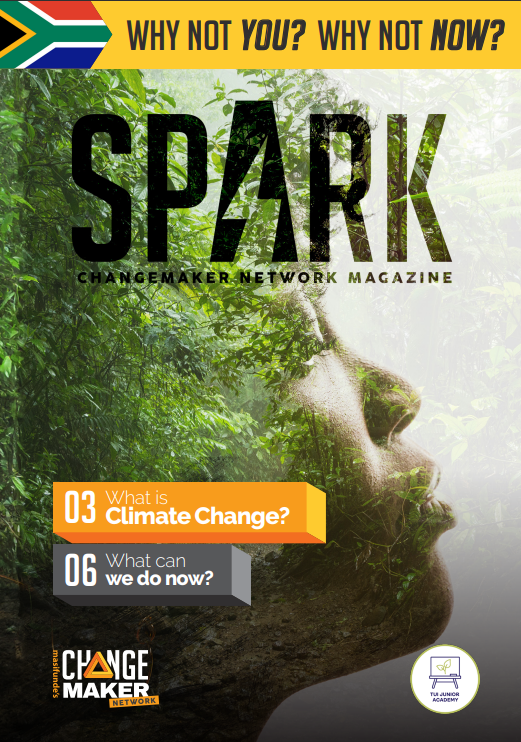 WHY NOT YOU? WHY NOT NOW?
SPARK
CHANGEMAKER NETWORK MAGAZINE
03 What is
Climate Change?
06 What can
we do now?
masifunde's
CHANGE
MAKER
NETWORK
TUI JUNIOR
ACADEMY